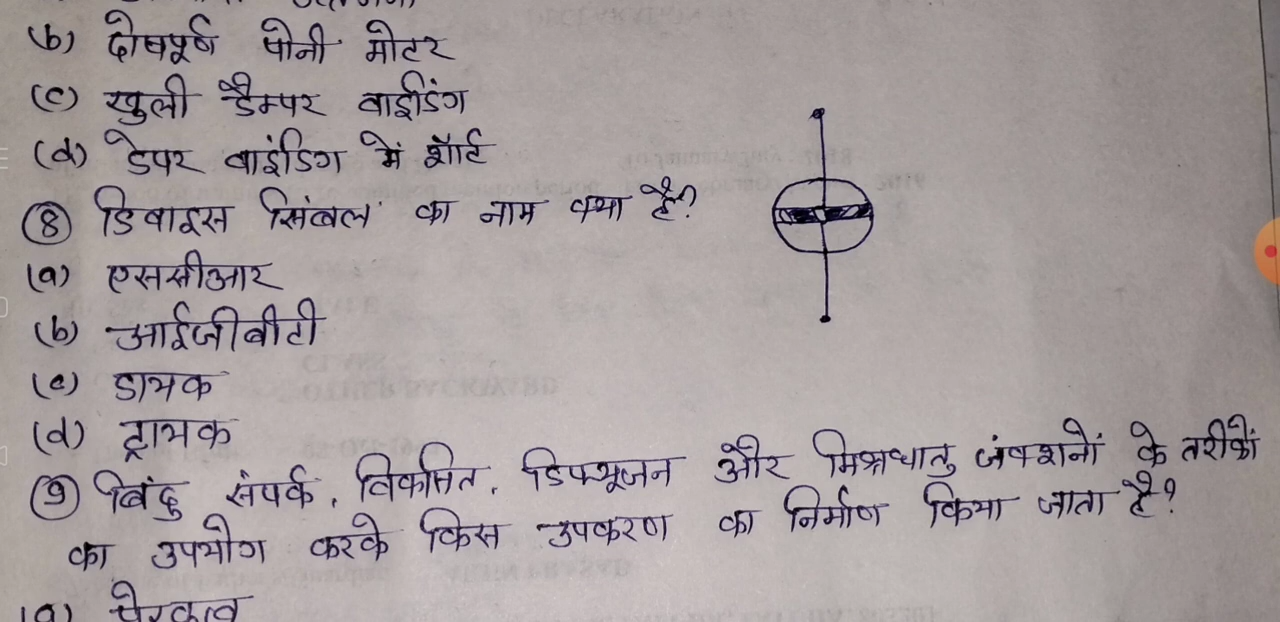 (b) दोषपूर्ण पोनी मोटर
(c) खुली डैम्पर वाईडिंग
(d) डेपर वाइंडिग में शॅार्ट
(8) डिवाइस सिंबल का नाम क्या है?
(a) एससीआर
(b) आईजीबीटी
(c) डायक
(d) ट्रायक
(9) बिंदु संपर्क, विकसित, डिफ्यूजन और मिश्रधातु जंक्शनों के तरीकों
का उपयोग करके किस उपकरण का निर्माण किया जाता है?
(a)